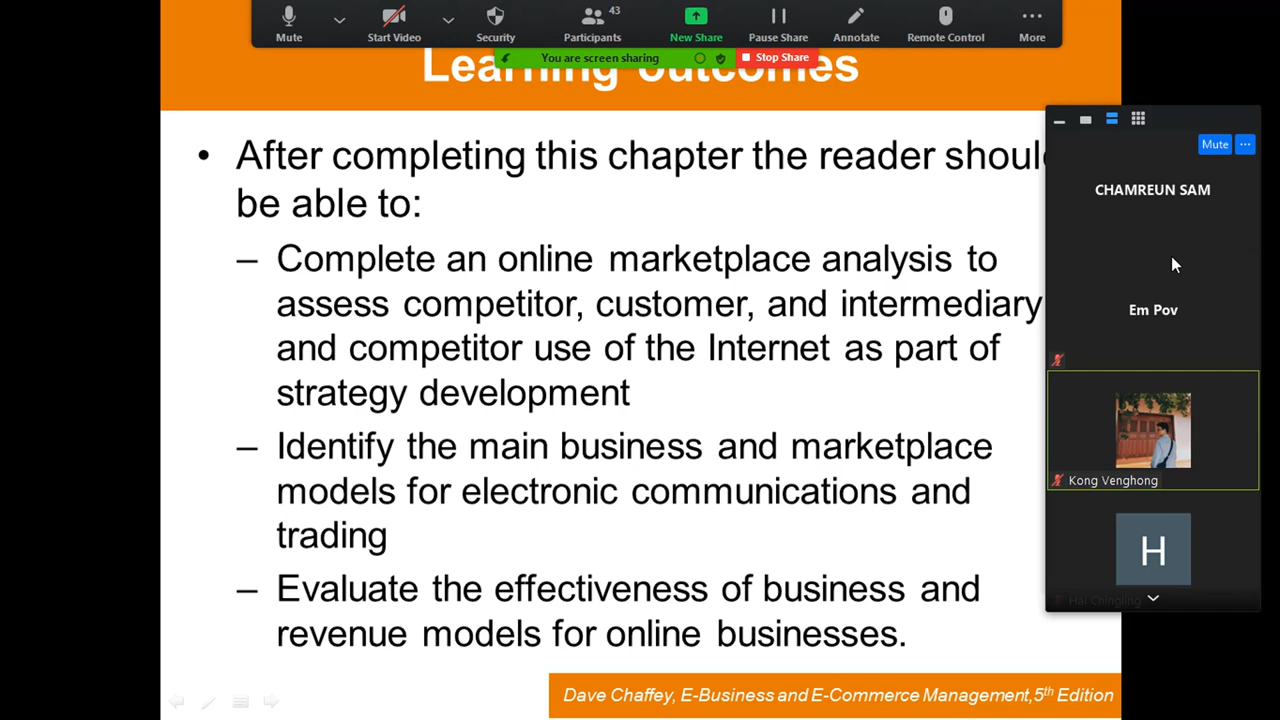 43
Mute
Start Video
Security
Participants
New Share
Pause Share
Annotate
Remote Control
More
You are screen sharing
Stop Share
Learning outcomes
• After completing this chapter the reader shoul
be able to:
– Complete an online marketplace analysis to
assess competitor, customer, and intermediary
and competitor use of the Internet as part of
strategy development
– Identify the main business and marketplace
models for electronic communications and
trading
– Evaluate the effectiveness of business and
revenue models for online businesses.
Dave Chaffey, E-Business and E-Commerce Management,5th Edition
Mute
...
CHAMREUN SAM
Em Pov
Kong Venghong
H
Hai Chingling